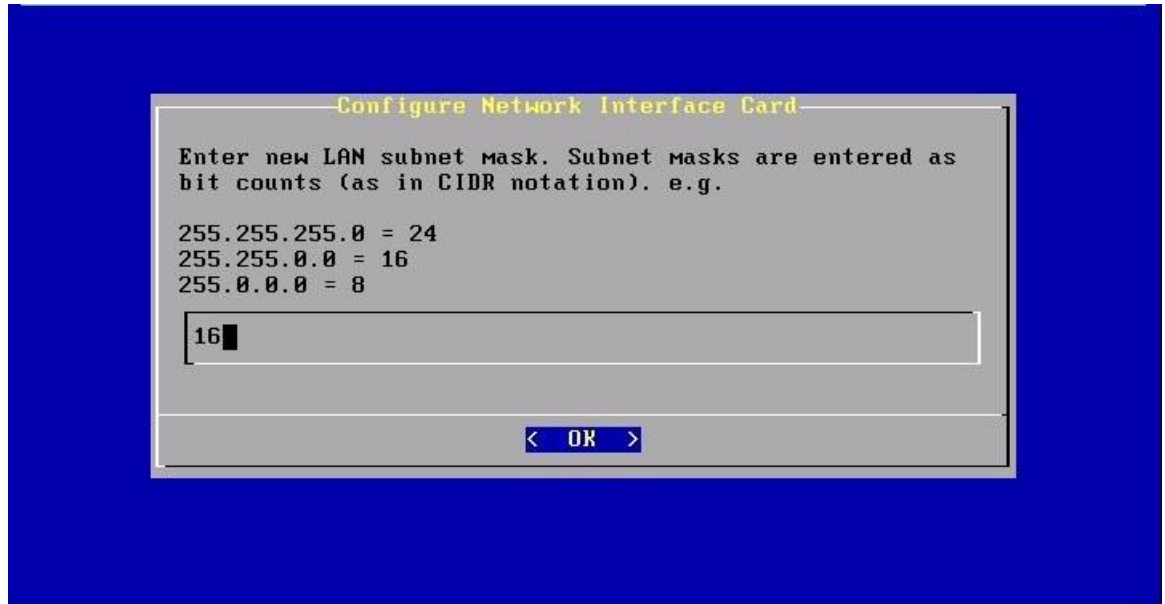 Configure Network Interface Card
Enter new LAN subnet mask. Subnet masks are entered as
bit counts (as in CIDR notation). e.g.
255.255.255.0 = 24
255.255.0.0 = 16
255.0.0.0 = 8
16
< OK >